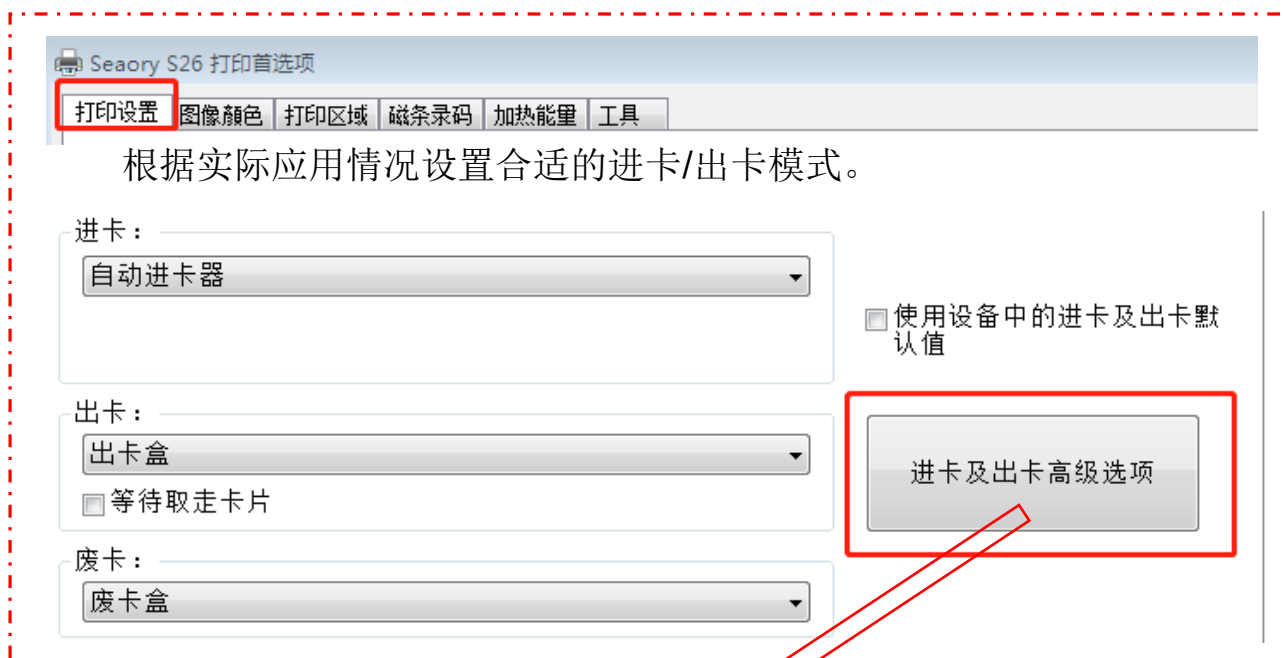 Seaory S26 打印首选项
打印设置 图像顏色 打印区域 磁条录码 加热能量 工具
根据实际应用情况设置合适的进卡/出卡模式。
进卡：
自动进卡器
使用设备中的进卡及出卡默
认值
出卡：
出卡盒
进卡及出卡高级选项
等待取走卡片
废卡：
废卡盒